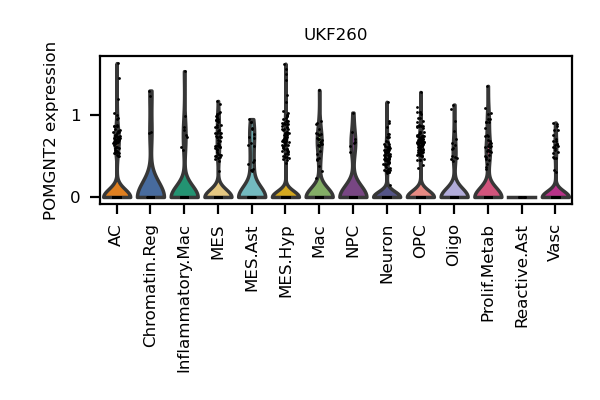 UKF260
POMGNT2 expression
1
0
AC
Chromatin.Reg
Inflammatory.Mac
MES
MES.Ast
MES.Hyp
Mac
NPC
Neuron
OPC
Oligo
Prolif.Metab
Reactive.Ast
Vasc